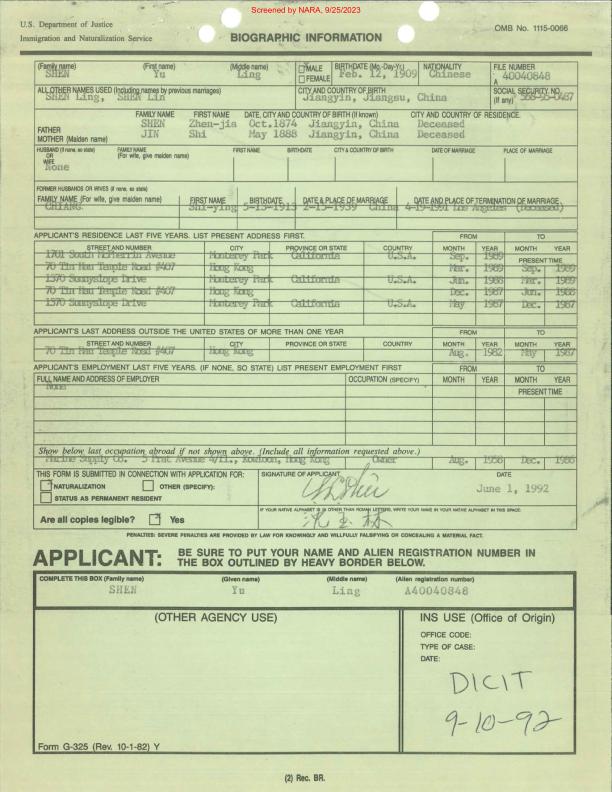 Screened by NARA, 9/25/2023
U.S. Department of Justice
Immigration and Naturalization Service
OMB No. 1115-0066
BIOGRAPHIC INFORMATION
(Family name) (First name) (Middle name) MALE BIRTHDATE (Mo.-Day-Yr.) NATIONALITY FILE NUMBER
SHEN Yu Ling FEMALE Feb. 12, 1909 Chinese A 40040848
ALL OTHER NAMES USED (Including names by previous marriages) CITY AND COUNTRY OF BIRTH SOCIAL SECURITY NO. (If any)
SHEN Ling, SHEN Lin Jiangyin, Jiangsu, China
FAMILY NAME FIRST NAME DATE, CITY AND COUNTRY OF BIRTH (If known) CITY AND COUNTRY OF RESIDENCE.
FATHER SHEN Zhen-jia Oct.1874 Jiangyin, China Deceased
MOTHER (Maiden name) JIN Shi May 1888 Jiangyin, China Deceased
HUSBAND (If none, so state) OR WIFE FAMILY NAME (For wife, give maiden name) FIRST NAME BIRTHDATE CITY & COUNTRY OF BIRTH DATE OF MARRIAGE PLACE OF MARRIAGE
None
FORMER HUSBANDS OR WIVES (if none, so state)
FAMILY NAME (For wife, give maiden name) FIRST NAME BIRTHDATE DATE & PLACE OF MARRIAGE DATE AND PLACE OF TERMINATION OF MARRIAGE
CHIANG Shi-ying 5-15-1913 2-15-1939 China 4-19-1991 Los Angeles (Deceased)
APPLICANT'S RESIDENCE LAST FIVE YEARS. LIST PRESENT ADDRESS FIRST. FROM TO
STREET AND NUMBER CITY PROVINCE OR STATE COUNTRY MONTH YEAR MONTH YEAR
1701 South McPherrin Avenue Monterey Park California U.S.A. Sep. 1989 PRESENT TIME
70 Tin Hau Temple Road #407 Hong Kong Mar. 1989 Sep. 1989
1370 Sunnyslope Drive Monterey Park California U.S.A. Jun. 1988 Mar. 1989
70 Tin Hau Temple Road #407 Hong Kong Dec. 1987 Jun. 1988
1370 Sunnyslope Drive Monterey Park California U.S.A. May 1987 Dec. 1987
APPLICANT'S LAST ADDRESS OUTSIDE THE UNITED STATES OF MORE THAN ONE YEAR FROM TO
STREET AND NUMBER CITY PROVINCE OR STATE COUNTRY MONTH YEAR MONTH YEAR
70 Tin Hau Temple Road #407 Hong Kong Aug. 1982 May 1987
APPLICANT'S EMPLOYMENT LAST FIVE YEARS. (IF NONE, SO STATE) LIST PRESENT EMPLOYMENT FIRST FROM TO
FULL NAME AND ADDRESS OF EMPLOYER OCCUPATION (SPECIFY) MONTH YEAR MONTH YEAR
None PRESENT TIME
Show below last occupation abroad if not shown above. (Include all information requested above.)
Marine Supply Co. 5 Prat Avenue 4/fl., Kowloon, Hong Kong Owner Aug. 1958 Dec. 1986
THIS FORM IS SUBMITTED IN CONNECTION WITH APPLICATION FOR: SIGNATURE OF APPLICANT DATE
NATURALIZATION OTHER (SPECIFY):
STATUS AS PERMANENT RESIDENT June 1, 1992
IF YOUR NATIVE ALPHABET IS IN OTHER THAN ROMAN LETTERS, WRITE YOUR NAME IN YOUR NATIVE ALPHABET IN THIS SPACE:
Are all copies legible? Yes 沈玉林
PENALTIES: SEVERE PENALTIES ARE PROVIDED BY LAW FOR KNOWINGLY AND WILLFULLY FALSIFYING OR CONCEALING A MATERIAL FACT.
APPLICANT: BE SURE TO PUT YOUR NAME AND ALIEN REGISTRATION NUMBER IN
THE BOX OUTLINED BY HEAVY BORDER BELOW.
COMPLETE THIS BOX (Family name) (Given name) (Middle name) (Alien registration number)
SHEN Yu Ling A40040848
(OTHER AGENCY USE) INS USE (Office of Origin)
OFFICE CODE:
TYPE OF CASE:
DATE:
DICIT
9-10-92
Form G-325 (Rev. 10-1-82) Y
(2) Rec. BR.